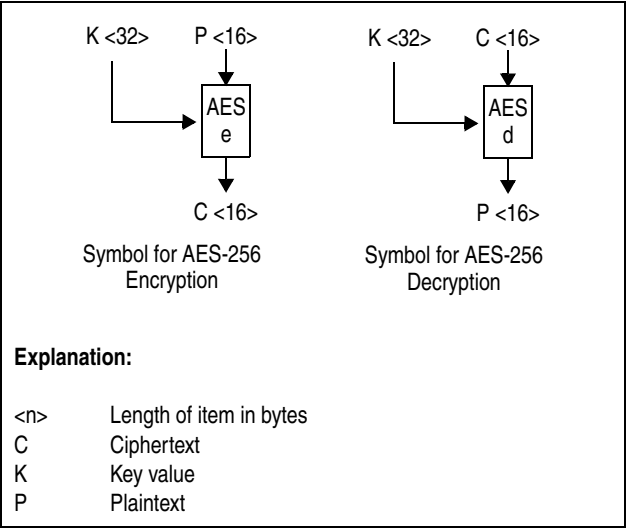 K <32> P <16> K <32> C <16>
AES AES
e d
C <16> P <16>
Symbol for AES-256 Symbol for AES-256
Encryption Decryption
Explanation:
<n> Length of item in bytes
C Ciphertext
K Key value
P Plaintext